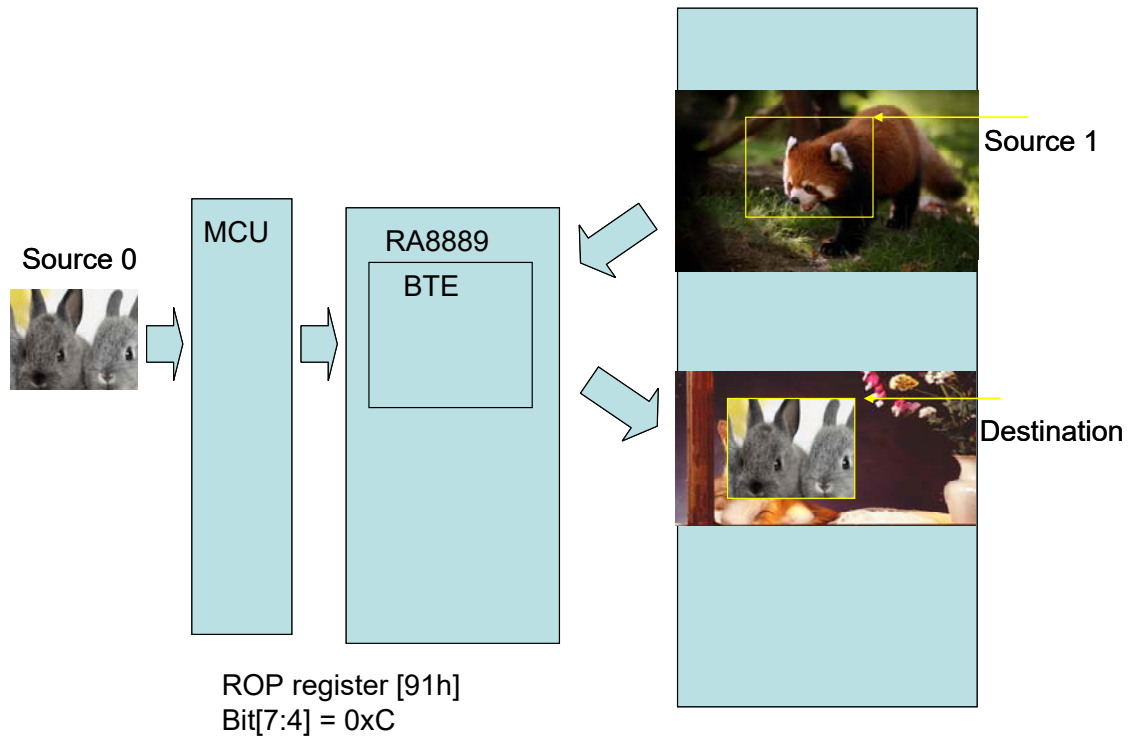 Source 1
MCU
RA8889
Source 0
BTE
Destination
ROP register [91h]
Bit[7:4] = 0xC